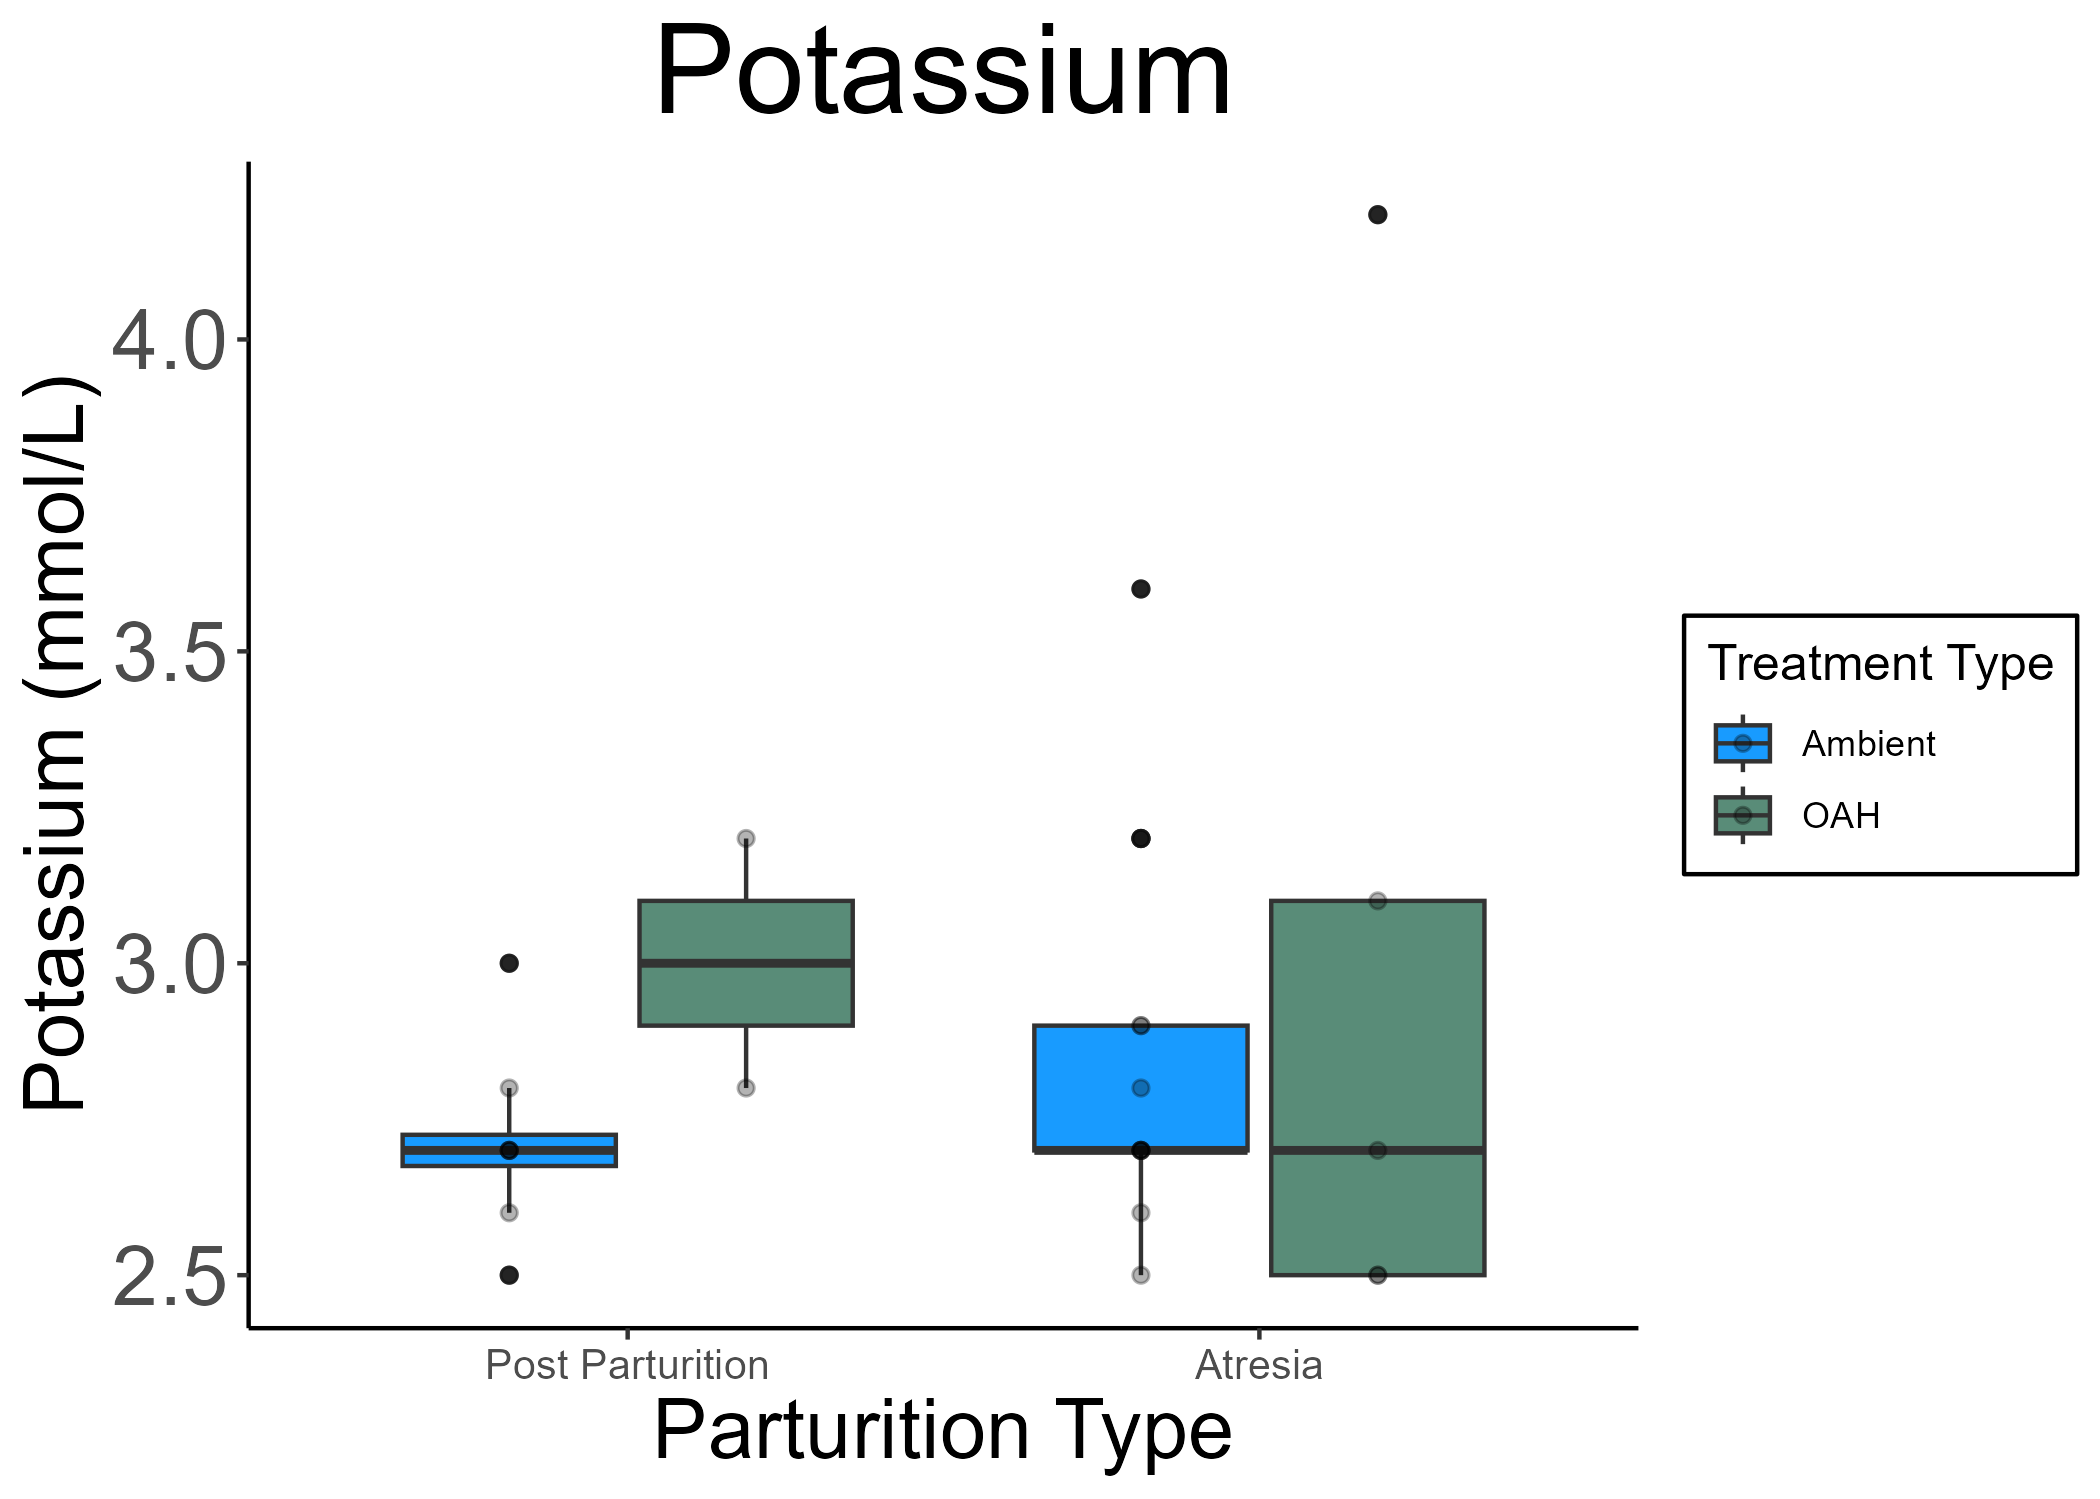 Potassium
Potassium (mmol/L)
4.0
3.5
3.0
2.5
Post Parturition
Atresia
Parturition Type
Treatment Type
Ambient
OAH